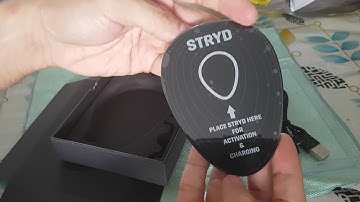 STRYD
PLACE STRYD HERE
FOR
ACTIVATION
&
CHARGING